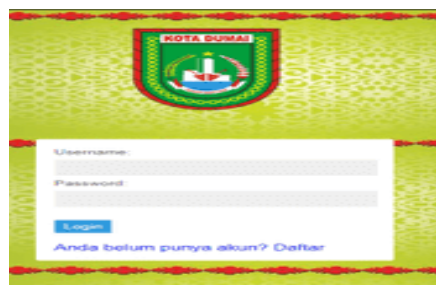 KOTA DUMAI
Username:
Password:
Login
Anda belum punya akun? Daftar